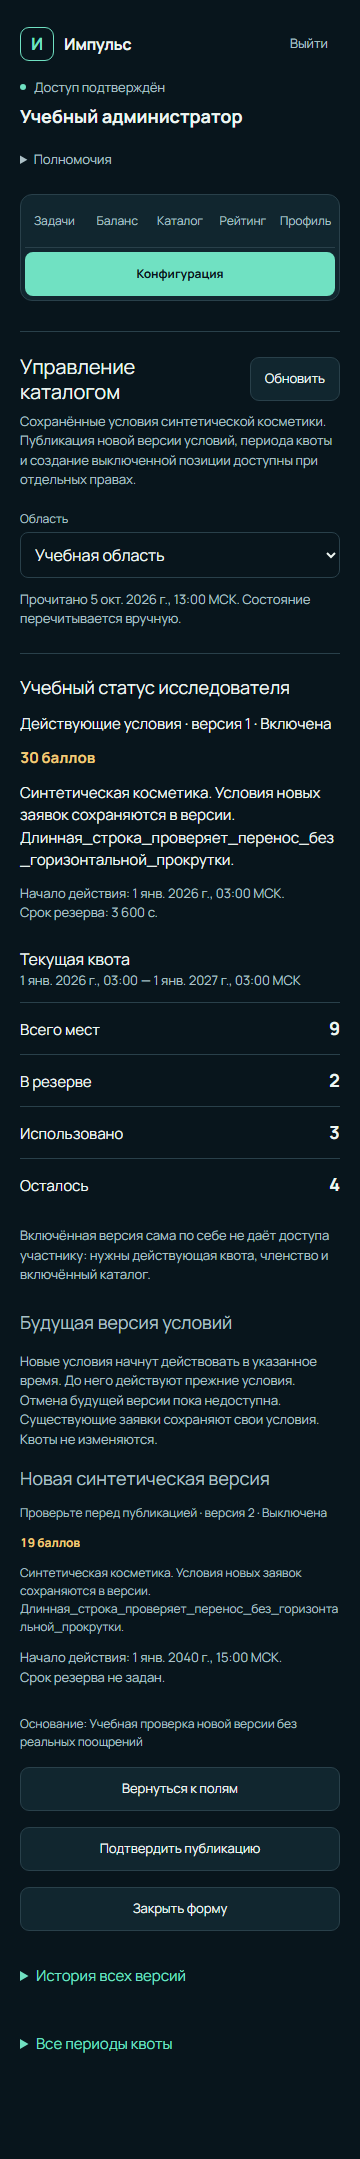 И Импульс Выйти
Доступ подтверждён
Учебный администратор
Полномочия
Задачи Баланс Каталог Рейтинг Профиль
Конфигурация
Управление
каталогом
Обновить
Сохранённые условия синтетической косметики.
Публикация новой версии условий, периода квоты
и создание выключенной позиции доступны при
отдельных правах.
Область
Учебная область
Прочитано 5 окт. 2026 г., 13:00 МСК. Состояние
перечитывается вручную.
Учебный статус исследователя
Действующие условия · версия 1 · Включена
30 баллов
Синтетическая косметика. Условия новых
заявок сохраняются в версии.
Длинная_строка_проверяет_перенос_без
_горизонтальной_прокрутки.
Начало действия: 1 янв. 2026 г., 03:00 МСК.
Срок резерва: 3 600 с.
Текущая квота
1 янв. 2026 г., 03:00 — 1 янв. 2027 г., 03:00 МСК
Всего мест 9
В резерве 2
Использовано 3
Осталось 4
Включённая версия сама по себе не даёт доступа
участнику: нужны действующая квота, членство и
включённый каталог.
Будущая версия условий
Новые условия начнут действовать в указанное
время. До него действуют прежние условия.
Отмена будущей версии пока недоступна.
Существующие заявки сохраняют свои условия.
Квоты не изменяются.
Новая синтетическая версия
Проверьте перед публикацией · версия 2 · Выключена
19 баллов
Синтетическая косметика. Условия новых заявок
сохраняются в версии.
Длинная_строка_проверяет_перенос_без_горизонта
льной_прокрутки.
Начало действия: 1 янв. 2040 г., 15:00 МСК.
Срок резерва не задан.
Основание: Учебная проверка новой версии без
реальных поощрений
Вернуться к полям
Подтвердить публикацию
Закрыть форму
История всех версий
Все периоды квоты